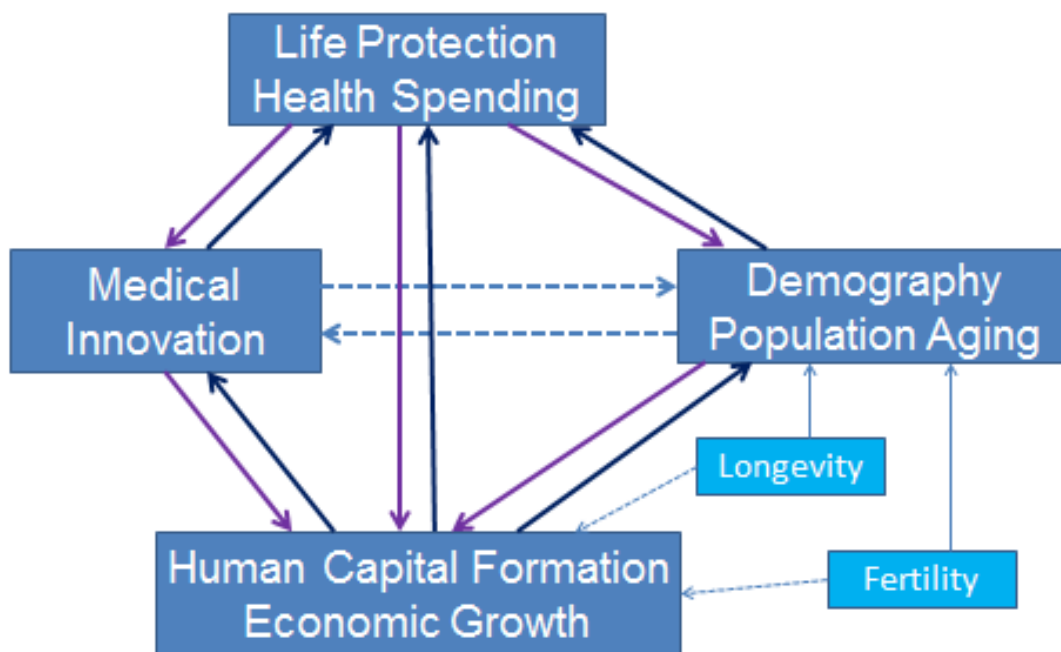 Life Protection
Health Spending
Medical
Innovation
Demography
Population Aging
Longevity
Human Capital Formation
Economic Growth
Fertility